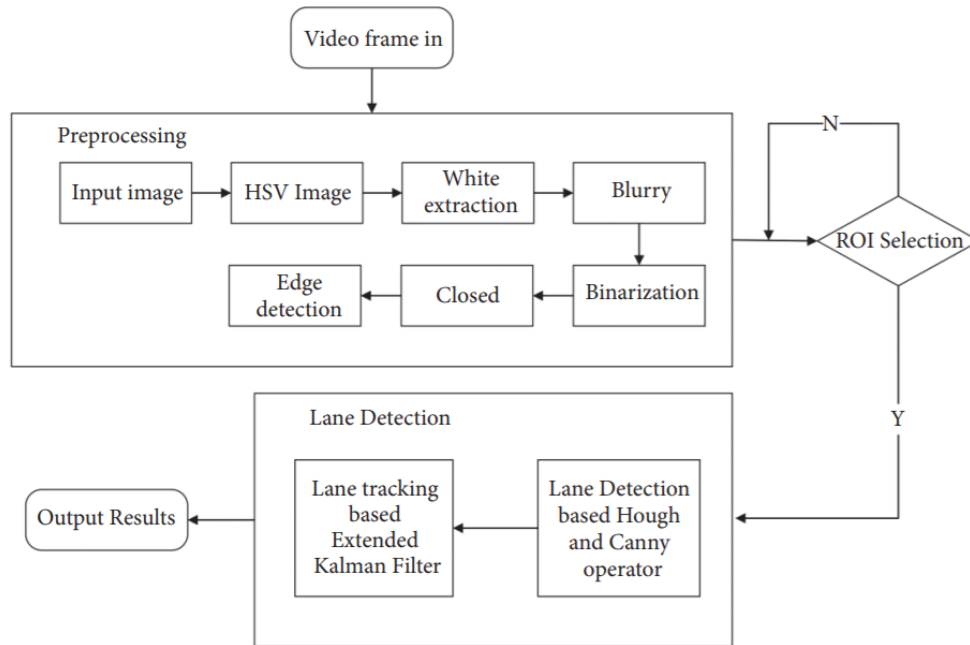 Video frame in
Preprocessing
Input image
HSV Image
White
extraction
Blurry
N
ROI Selection
Edge
detection
Closed
Binarization
Y
Lane Detection
Lane tracking
based
Extended
Kalman Filter
Lane Detection
based Hough
and Canny
operator
Output Results